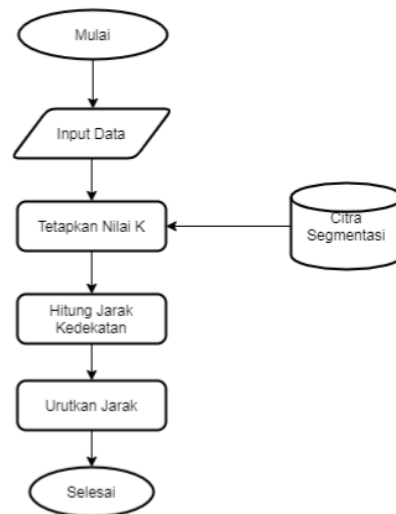 Mulai
Input Data
Tetapkan Nilai K
Citra
Segmentasi
Hitung Jarak
Kedekatan
Urutkan Jarak
Selesai